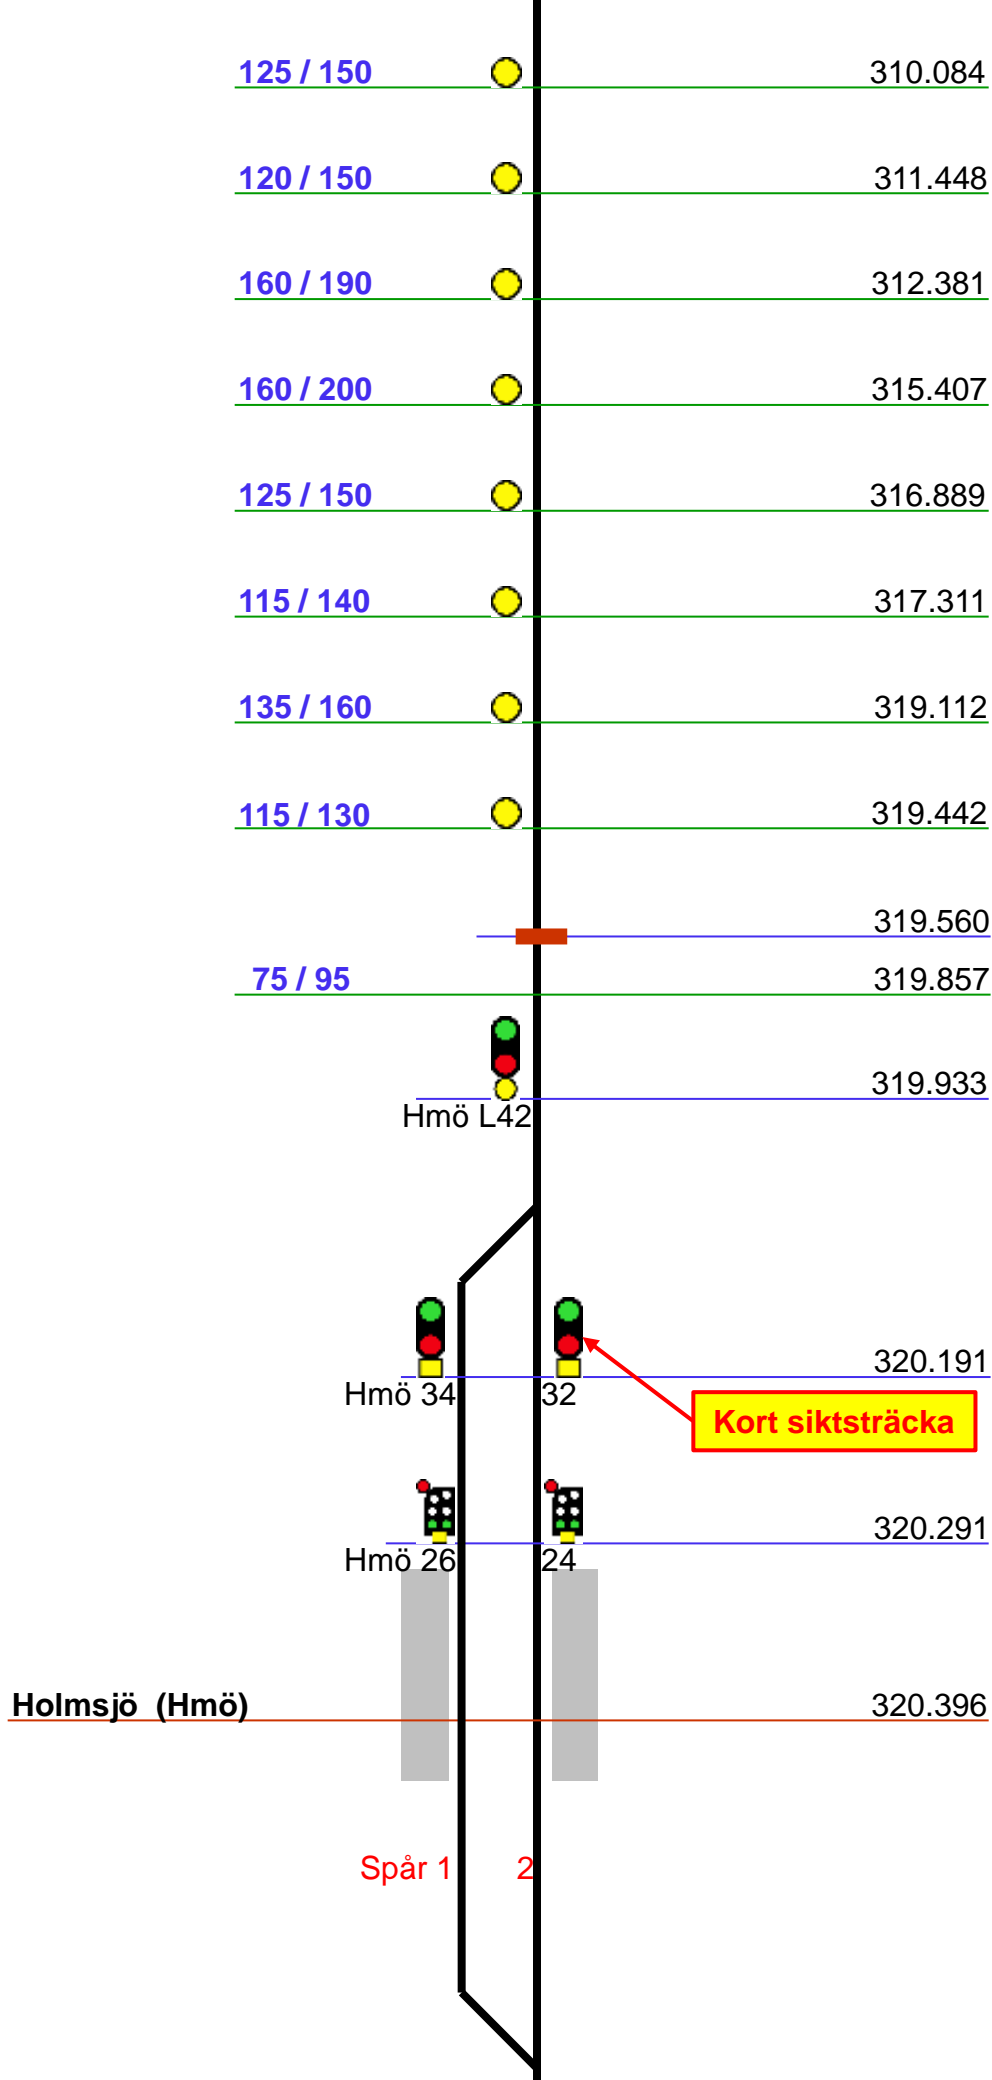 125 / 150 310.084
120 / 150 311.448
160 / 190 312.381
160 / 200 315.407
125 / 150 316.889
115 / 140 317.311
135 / 160 319.112
115 / 130 319.442
319.560
75 / 95 319.857
319.933
Hmö L42
320.191
Hmö 34 32
Kort siktsträcka
320.291
Hmö 26 24
Holmsjö (Hmö) 320.396
Spår 1 2